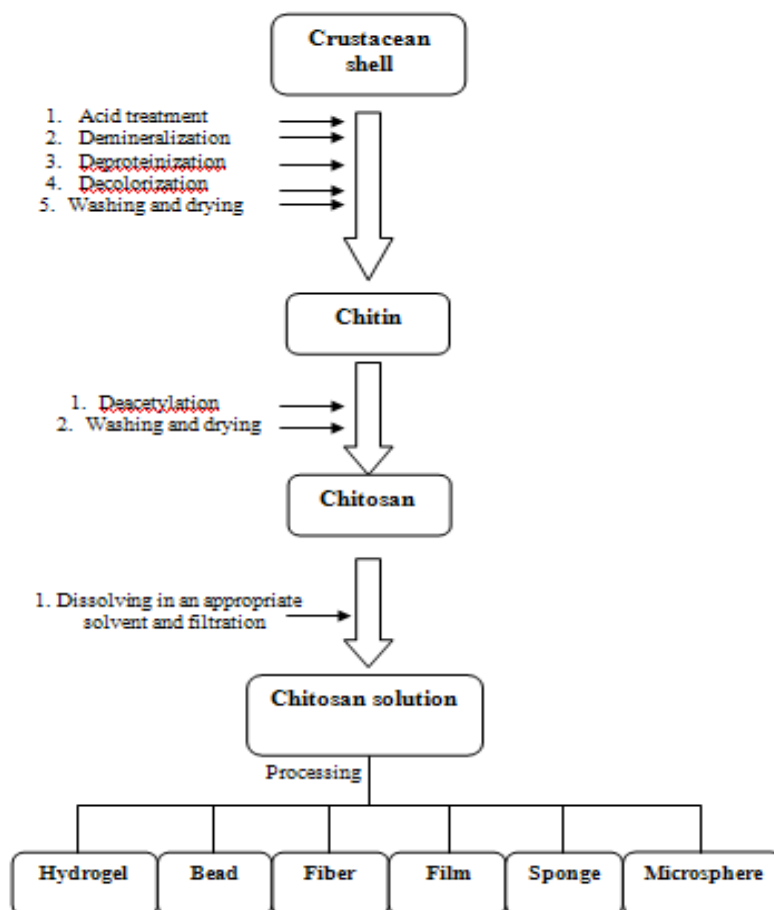 Crustacean
shell
1. Acid treatment
2. Demineralization
3. Deproteinization
4. Decolorization
5. Washing and drying
Chitin
1. Deacetylation
2. Washing and drying
Chitosan
1. Dissolving in an appropriate
solvent and filtration
Chitosan solution
Processing
Hydrogel Bead Fiber Film Sponge Microsphere